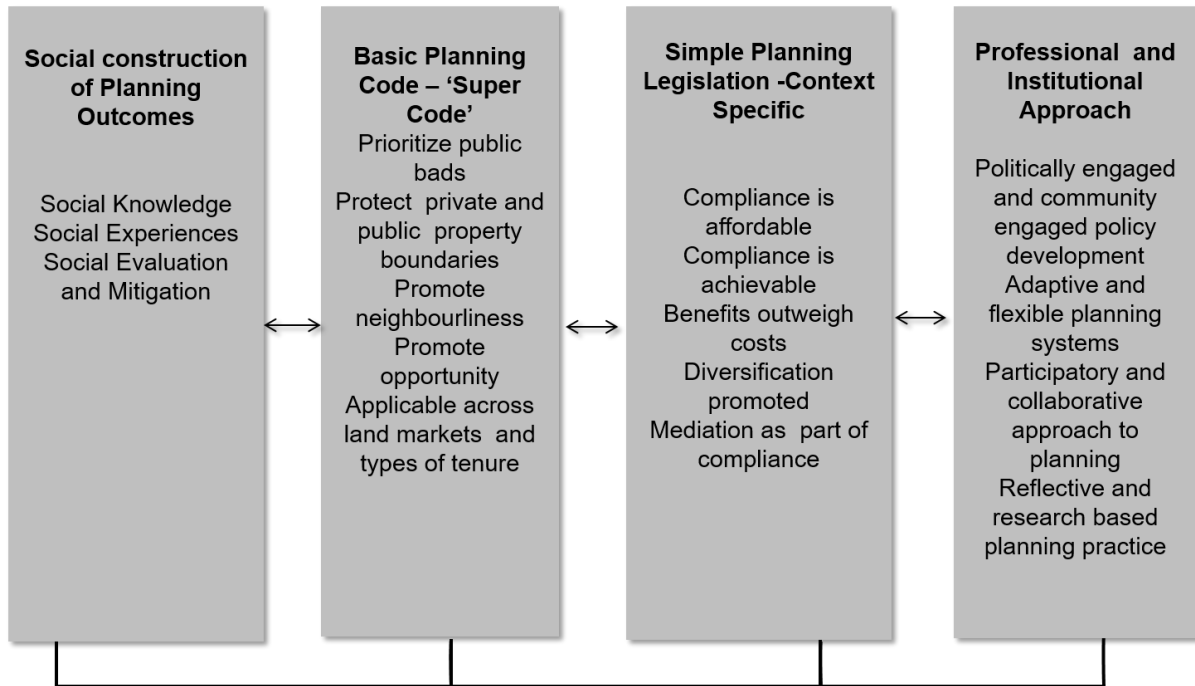 Social construction
of Planning
Outcomes
Social Knowledge
Social Experiences
Social Evaluation
and Mitigation
Basic Planning
Code – ‘Super
Code’
Prioritize public
bads
Protect private and
public property
boundaries
Promote
neighbourliness
Promote
opportunity
Applicable across
land markets and
types of tenure
Simple Planning
Legislation -Context
Specific
Compliance is
affordable
Compliance is
achievable
Benefits outweigh
costs
Diversification
promoted
Mediation as part of
compliance
Professional and
Institutional
Approach
Politically engaged
and community
engaged policy
development
Adaptive and
flexible planning
systems
Participatory and
collaborative
approach to
planning
Reflective and
research based
planning practice